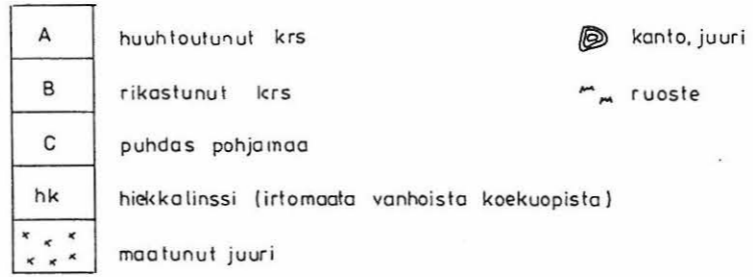 A huuhtoutunut krs
B rikastunut krs
C puhdas pohjamaa
hk hiekkalinssi (irtomaata vanhoista koekuopista)
maatunut juuri
kanto, juuri
ruoste